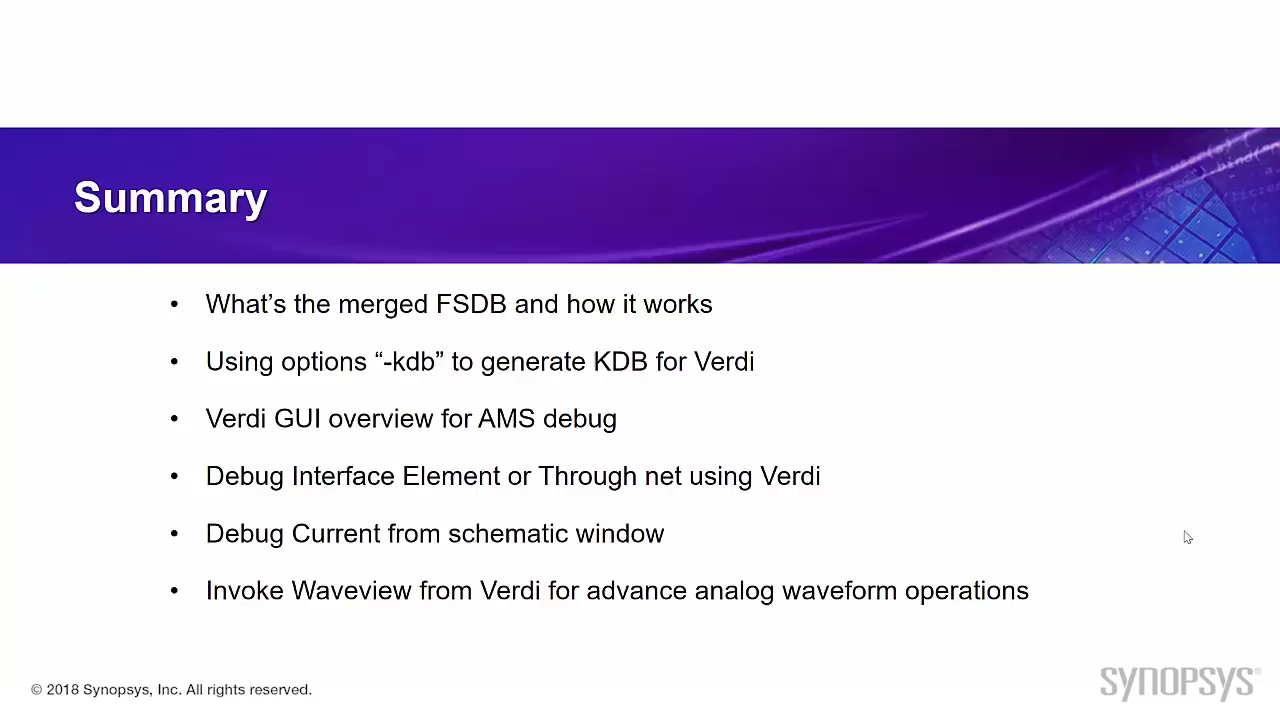 Summary
• What’s the merged FSDB and how it works
• Using options “-kdb” to generate KDB for Verdi
• Verdi GUI overview for AMS debug
• Debug Interface Element or Through net using Verdi
• Debug Current from schematic window
• Invoke Waveview from Verdi for advance analog waveform operations
© 2018 Synopsys, Inc. All rights reserved.
SYNOPSYS®